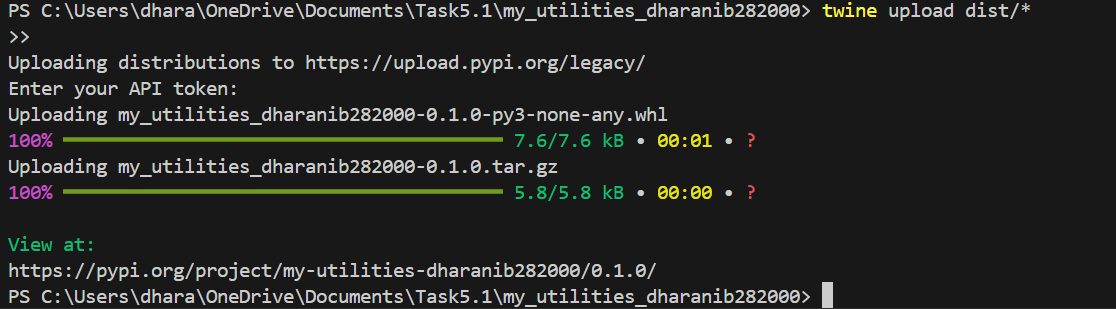 PS C:\Users\dhara\OneDrive\Documents\Task5.1\my_utilities_dharanib282000> twine upload dist/*
>>
Uploading distributions to https://upload.pypi.org/legacy/
Enter your API token:
Uploading my_utilities_dharanib282000-0.1.0-py3-none-any.whl
100% ━━━━━━━━━━━━━━━━━━━━━━━━━━━━━━━━━━━━━━━━ 7.6/7.6 kB • 00:01 • ?
Uploading my_utilities_dharanib282000-0.1.0.tar.gz
100% ━━━━━━━━━━━━━━━━━━━━━━━━━━━━━━━━━━━━━━━━ 5.8/5.8 kB • 00:00 • ?
View at:
https://pypi.org/project/my-utilities-dharanib282000/0.1.0/
PS C:\Users\dhara\OneDrive\Documents\Task5.1\my_utilities_dharanib282000>